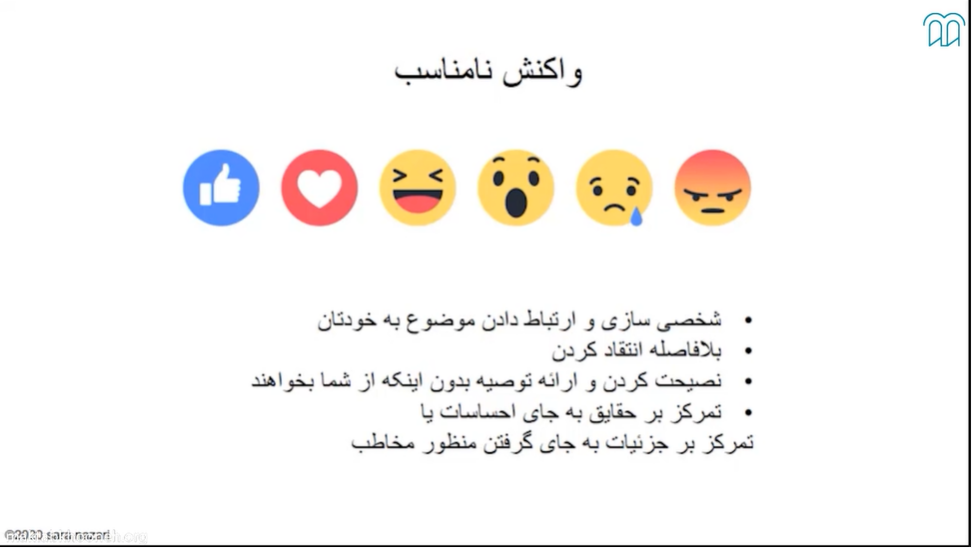 واکنش نامناسب
• شخصی سازی و ارتباط دادن موضوع به خودتان
• بلافاصله انتقاد کردن
• نصیحت کردن و ارائه توصیه بدون اینکه از شما بخواهند
• تمرکز بر حقایق به جای احساسات یا
تمرکز بر جزئیات به جای گرفتن منظور مخاطب
©2020 sara nazari